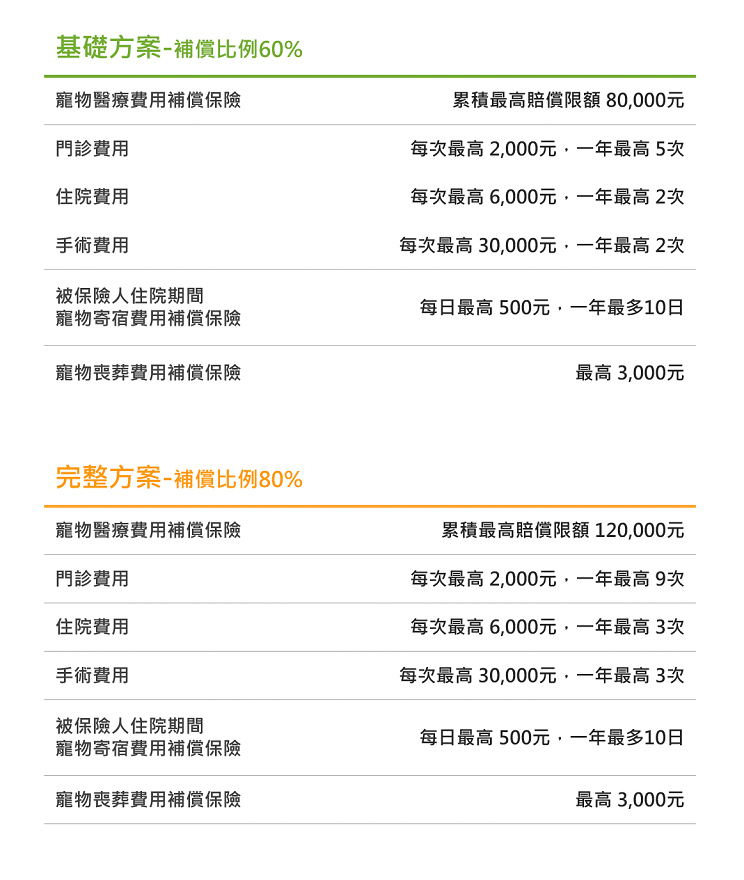 基礎方案-補償比例60%
寵物醫療費用補償保險 累積最高賠償限額 80,000元
門診費用 每次最高 2,000元，一年最高 5次
住院費用 每次最高 6,000元，一年最高 2次
手術費用 每次最高 30,000元，一年最高 2次
被保險人住院期間
寵物寄宿費用補償保險 每日最高 500元，一年最多10日
寵物喪葬費用補償保險 最高 3,000元
完整方案-補償比例80%
寵物醫療費用補償保險 累積最高賠償限額 120,000元
門診費用 每次最高 2,000元，一年最高 9次
住院費用 每次最高 6,000元，一年最高 3次
手術費用 每次最高 30,000元，一年最高 3次
被保險人住院期間
寵物寄宿費用補償保險 每日最高 500元，一年最多10日
寵物喪葬費用補償保險 最高 3,000元